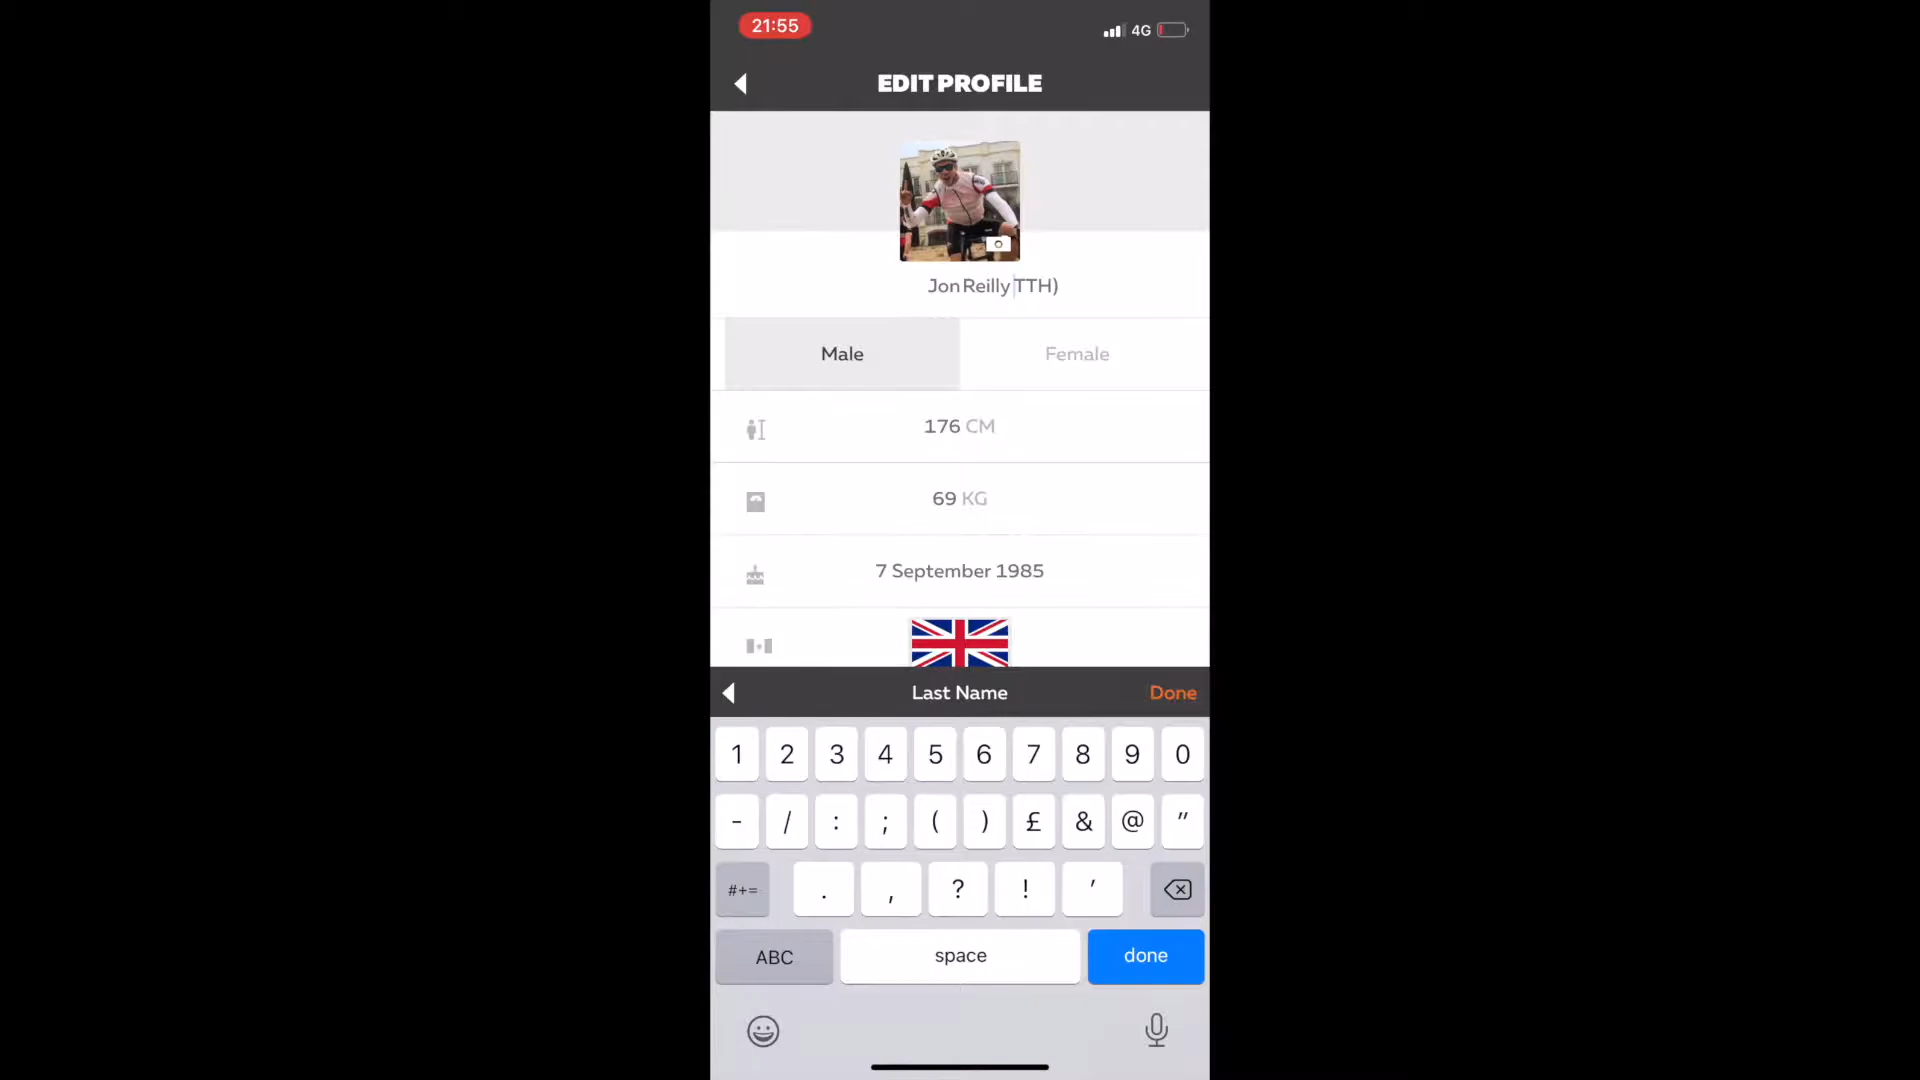 21:55
4G
EDIT PROFILE
Jon Reilly TTH)
Male Female
176 CM
69 KG
7 September 1985
Last Name Done
1 2 3 4 5 6 7 8 9 0
- / : ; ( ) £ & @ "
#+= . , ? ! '
ABC space done